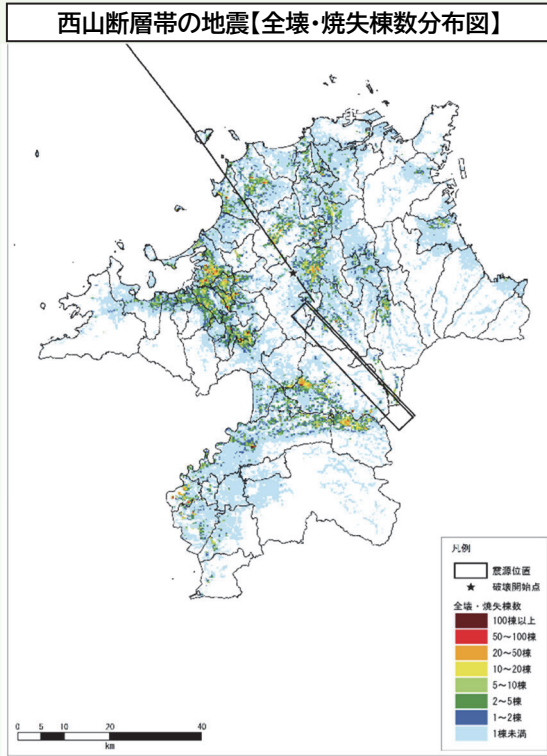 西山断層帯の地震【全壊・焼失棟数分布図】
凡例
震源位置
破壊開始点
全壊・焼失棟数
100棟以上
50～100棟
20～50棟
10～20棟
5～10棟
2～5棟
1～2棟
1棟未満
0 5 10 20 40
km